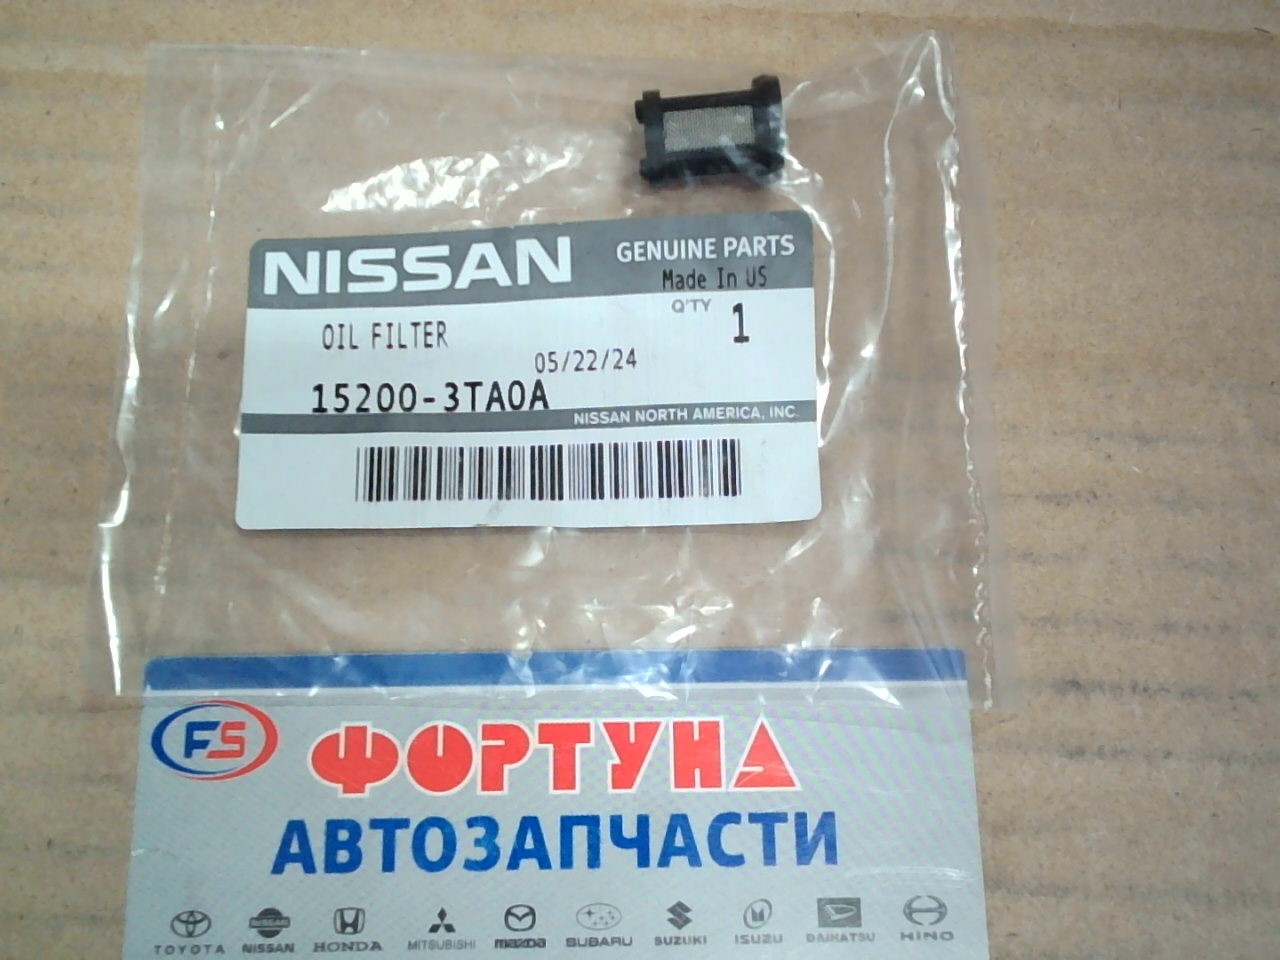 NISSAN GENUINE PARTS
Made In US
Q'TY 1
OIL FILTER
05/22/24
15200-3TA0A
NISSAN NORTH AMERICA, INC.
FS ФОРТУНА
АВТОЗАПЧАСТИ
TOYOTA NISSAN HONDA MITSUBISHI mazda SUBARU SUZUKI ISUZU DAIHATSU HINO